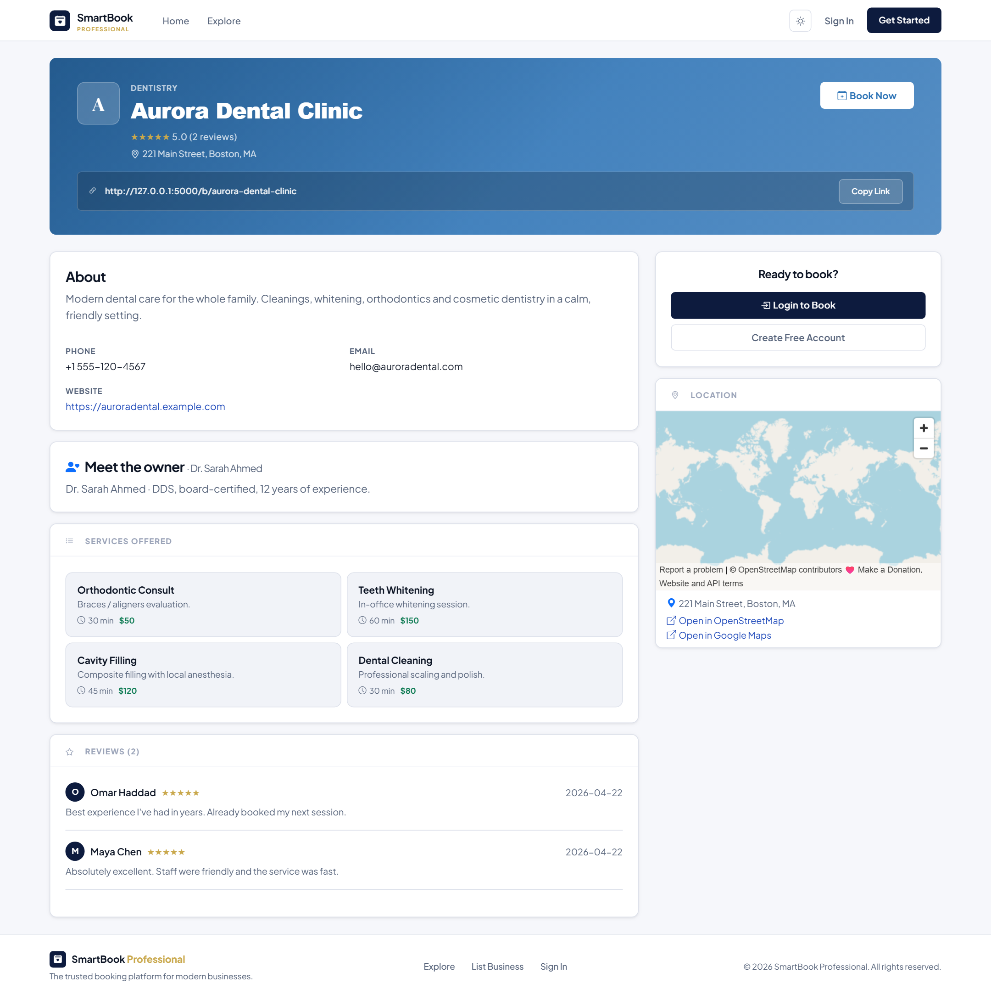 SmartBook
PROFESSIONAL
Home
Explore
Sign In
Get Started
A
DENTISTRY
Aurora Dental Clinic
★★★★★ 5.0 (2 reviews)
221 Main Street, Boston, MA
Book Now
http://127.0.0.1:5000/b/aurora-dental-clinic
Copy Link
About
Modern dental care for the whole family. Cleanings, whitening, orthodontics and cosmetic dentistry in a calm,
friendly setting.
PHONE
+1 555-120-4567
EMAIL
hello@auroradental.com
WEBSITE
https://auroradental.example.com
Meet the owner · Dr. Sarah Ahmed
Dr. Sarah Ahmed · DDS, board-certified, 12 years of experience.
SERVICES OFFERED
Orthodontic Consult
Braces / aligners evaluation.
30 min $50
Teeth Whitening
In-office whitening session.
60 min $150
Cavity Filling
Composite filling with local anesthesia.
45 min $120
Dental Cleaning
Professional scaling and polish.
30 min $80
REVIEWS (2)
O
Omar Haddad ★★★★★
2026-04-22
Best experience I've had in years. Already booked my next session.
M
Maya Chen ★★★★★
2026-04-22
Absolutely excellent. Staff were friendly and the service was fast.
Ready to book?
Login to Book
Create Free Account
LOCATION
+
−
Report a problem | © OpenStreetMap contributors ♥ Make a Donation.
Website and API terms
221 Main Street, Boston, MA
Open in OpenStreetMap
Open in Google Maps
SmartBook Professional
The trusted booking platform for modern businesses.
Explore
List Business
Sign In
© 2026 SmartBook Professional. All rights reserved.